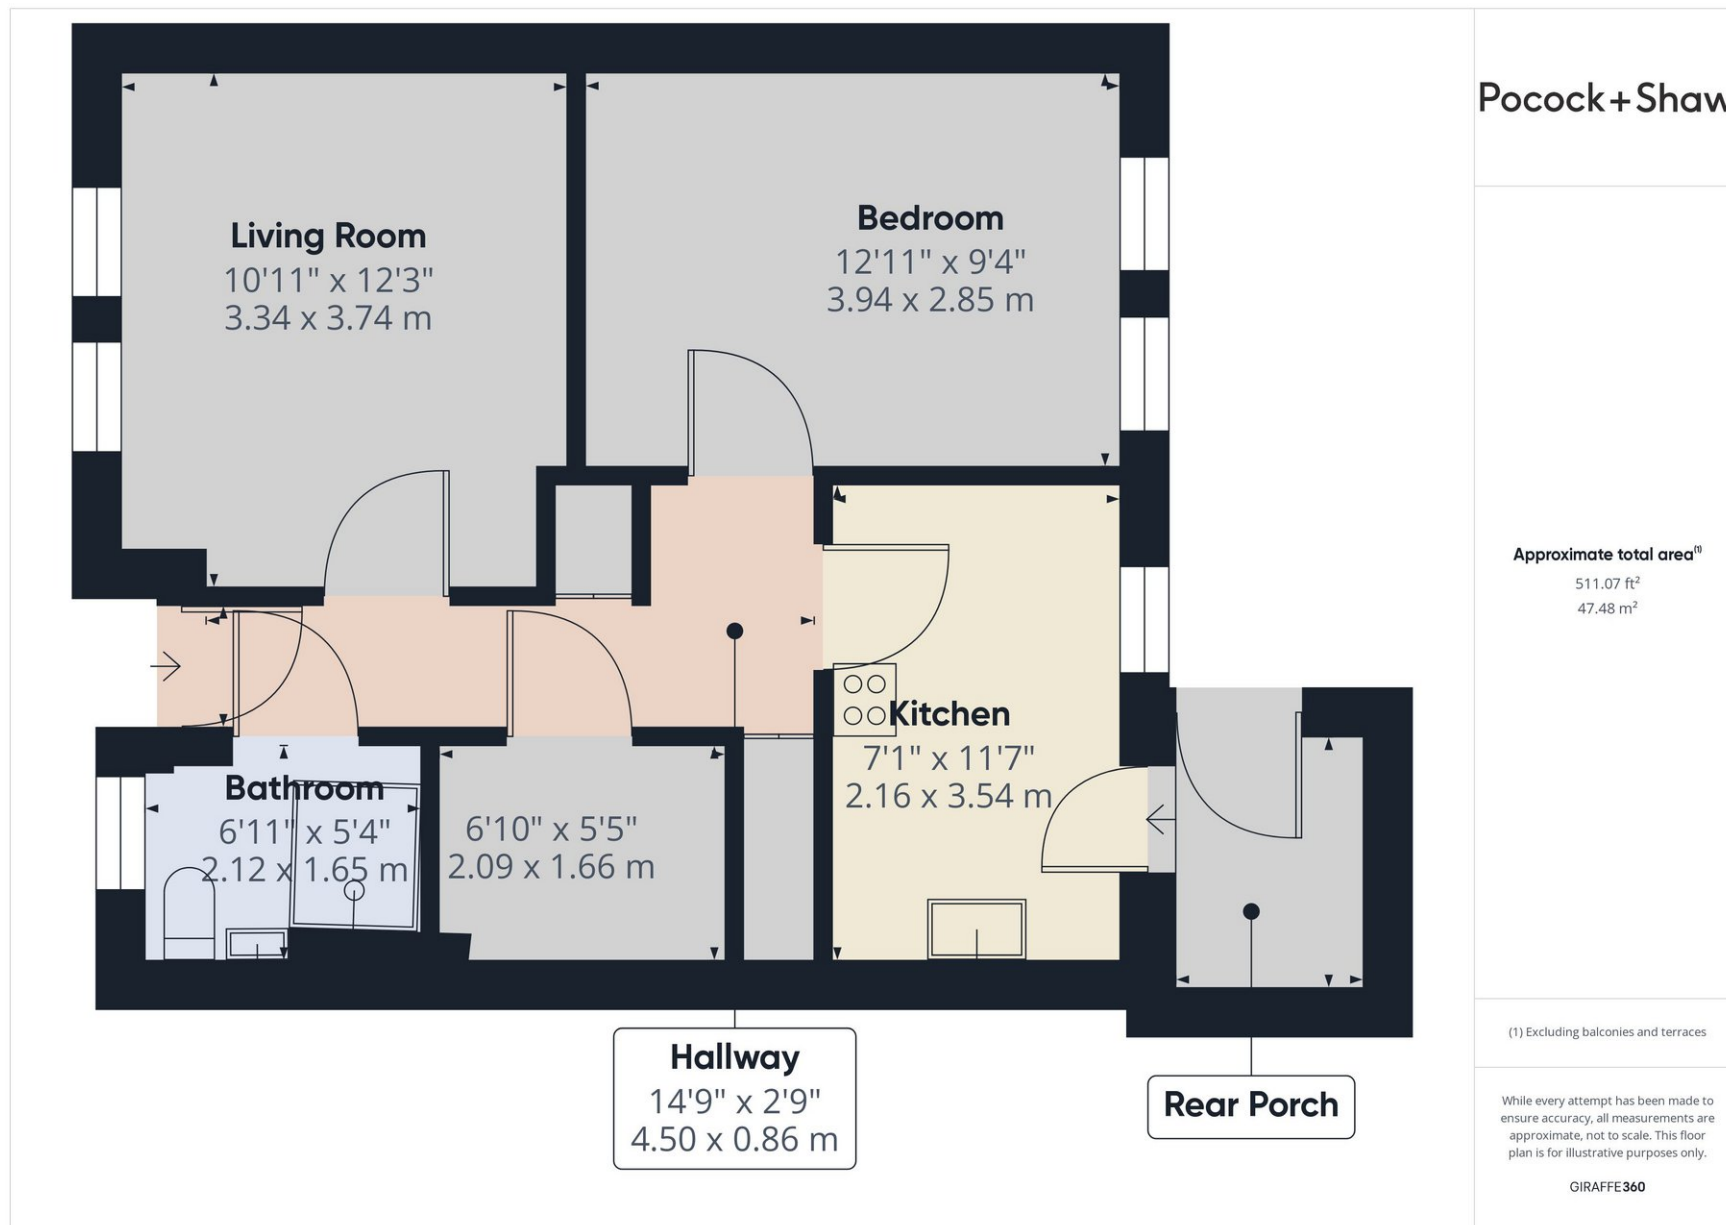 Pocock+Shaw
Living Room
10'11" x 12'3"
3.34 x 3.74 m
Bedroom
12'11" x 9'4"
3.94 x 2.85 m
Kitchen
7'1" x 11'7"
2.16 x 3.54 m
Bathroom
6'11" x 5'4"
2.12 x 1.65 m
6'10" x 5'5"
2.09 x 1.66 m
Hallway
14'9" x 2'9"
4.50 x 0.86 m
Rear Porch
Approximate total area(1)
511.07 ft²
47.48 m²
(1) Excluding balconies and terraces
While every attempt has been made to
ensure accuracy, all measurements are
approximate, not to scale. This floor
plan is for illustrative purposes only.
GIRAFFE360